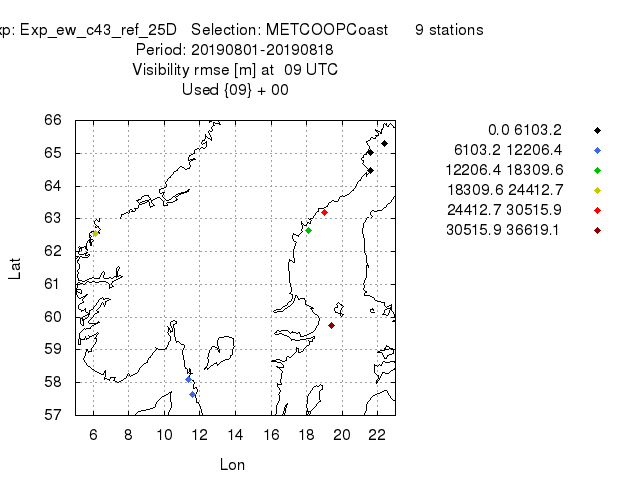 xp: Exp_ew_c43_ref_25D   Selection: METCOOPCoast      9 stations
Period: 20190801-20190818
Visibility rmse [m] at  09 UTC
Used {09} + 00
66
65
64
63
62
61
60
59
58
57
Lat
6 8 10 12 14 16 18 20 22
Lon
0.0 6103.2
6103.2 12206.4
12206.4 18309.6
18309.6 24412.7
24412.7 30515.9
30515.9 36619.1